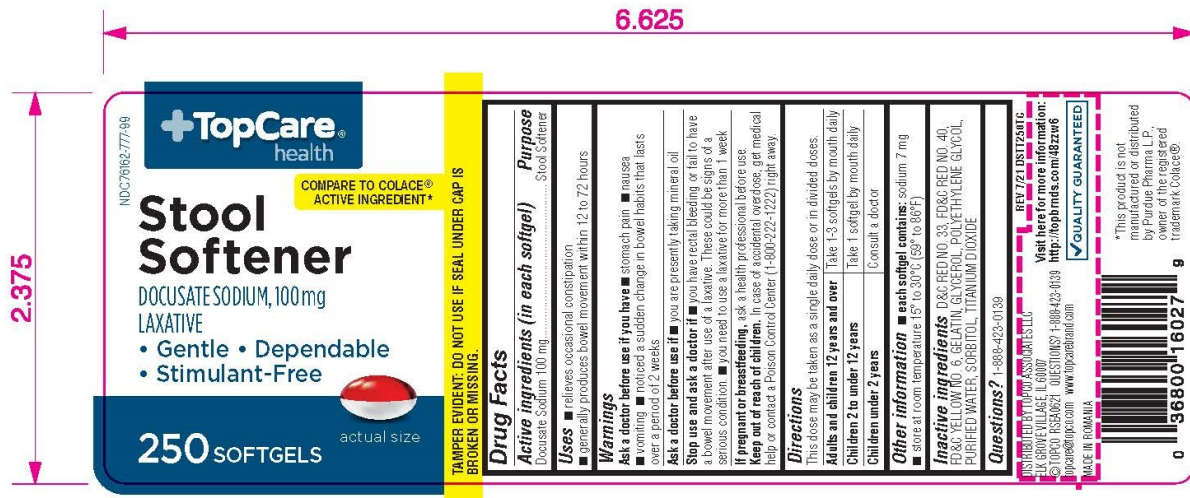 6.625
2.375
NDC76162-777-99
TopCare®
health
COMPARE TO COLACE®
ACTIVE INGREDIENT*
Stool
Softener
DOCUSATE SODIUM, 100 mg
LAXATIVE
• Gentle • Dependable
• Stimulant-Free
actual size
250 SOFTGELS
TAMPER EVIDENT: DO NOT USE IF SEAL UNDER CAP IS
BROKEN OR MISSING.
Drug Facts
Active ingredients (in each softgel) Purpose
Docusate Sodium 100 mg Stool Softener
Uses ■ relieves occasional constipation
■ generally produces bowel movement within 12 to 72 hours
Warnings
Ask a doctor before use if you have ■ stomach pain ■ nausea
■ vomiting ■ noticed a sudden change in bowel habits that lasts
over a period of 2 weeks
Ask a doctor before use if ■ you are presently taking mineral oil
Stop use and ask a doctor if ■ you have rectal bleeding or fail to have
a bowel movement after use of a laxative. These could be signs of a
serious condition. ■ you need to use a laxative for more than 1 week
If pregnant or breastfeeding, ask a health professional before use.
Keep out of reach of children. In case of accidental overdose, get medical
help or contact a Poison Control Center (1-800-222-1222) right away.
Directions
This dose may be taken as a single daily dose or in divided doses.
Adults and children 12 years and over Take 1-3 softgels by mouth daily
Children 2 to under 12 years Take 1 softgel by mouth daily
Children under 2 years Consult a doctor
Other information ■ each softgel contains: sodium 7 mg
■ store at room temperature 15° to 30°C (59° to 86°F)
Inactive ingredients D&C RED NO. 33, FD&C RED NO. 40,
FD&C YELLOW NO. 6, GELATIN, GLYCEROL, POLYETHYLENE GLYCOL,
PURIFIED WATER, SORBITOL, TITANIUM DIOXIDE
Questions? 1-888-423-0139
REV 7/21 DSTT250TC
DISTRIBUTED BY TOPCO ASSOCIATES LLC
ELK GROVE VILLAGE, IL 60007
© TOPCO RSEA0621 QUESTIONS? 1-888-423-0139
topcare@topco.com www.topcarebrand.com
MADE IN ROMANIA
Visit here for more information:
http://tophmds.com/48zzw6
QUALITY GUARANTEED
*This product is not
manufactured or distributed
by Purdue Pharma L.P.,
owner of the registered
trademark Colace®.
0 36800 16027 9